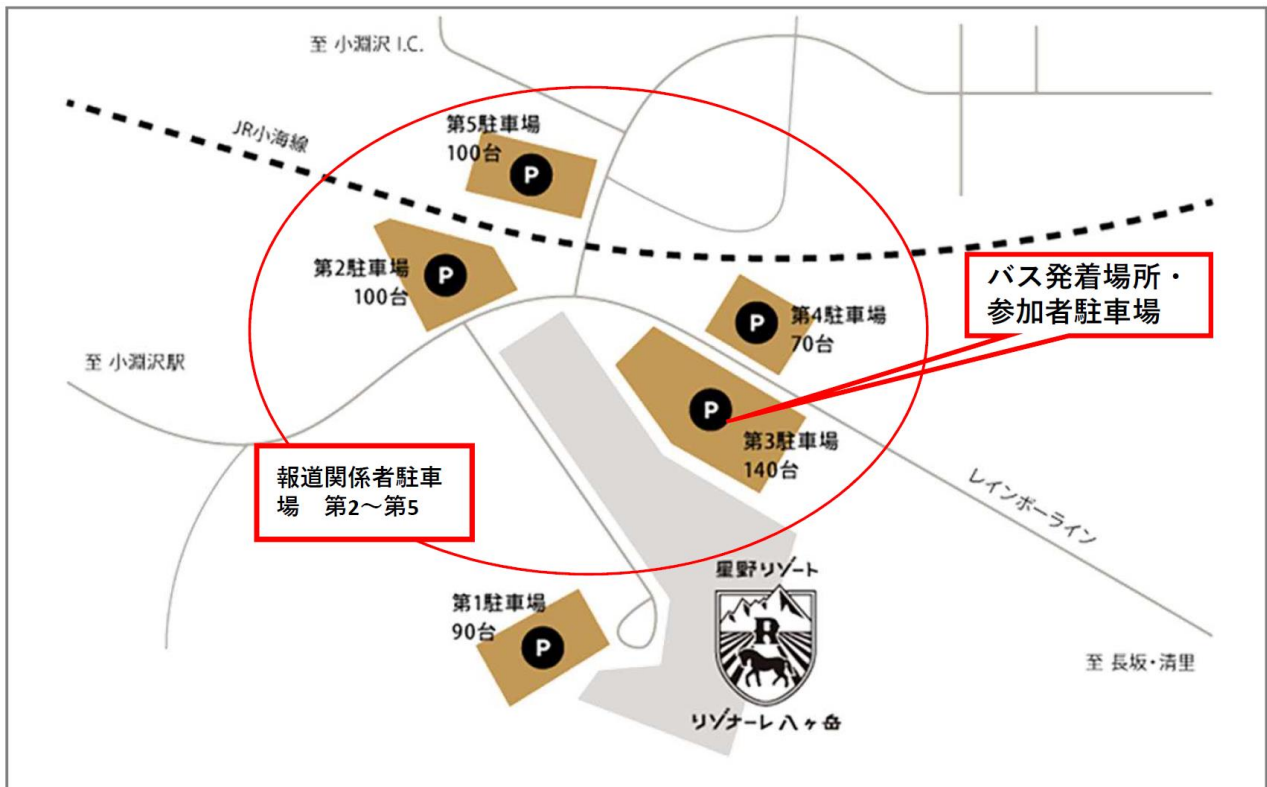 至 小淵沢 I.C.
JR小海線
第5駐車場
100台
P
第2駐車場
100台
P
バス発着場所・
参加者駐車場
第4駐車場
70台
P
至 小淵沢駅
P
第3駐車場
140台
報道関係者駐車
場　第2～第5
レインボーライン
星野リゾート
R
リゾナーレ八ヶ岳
第1駐車場
90台
P
至 長坂・清里